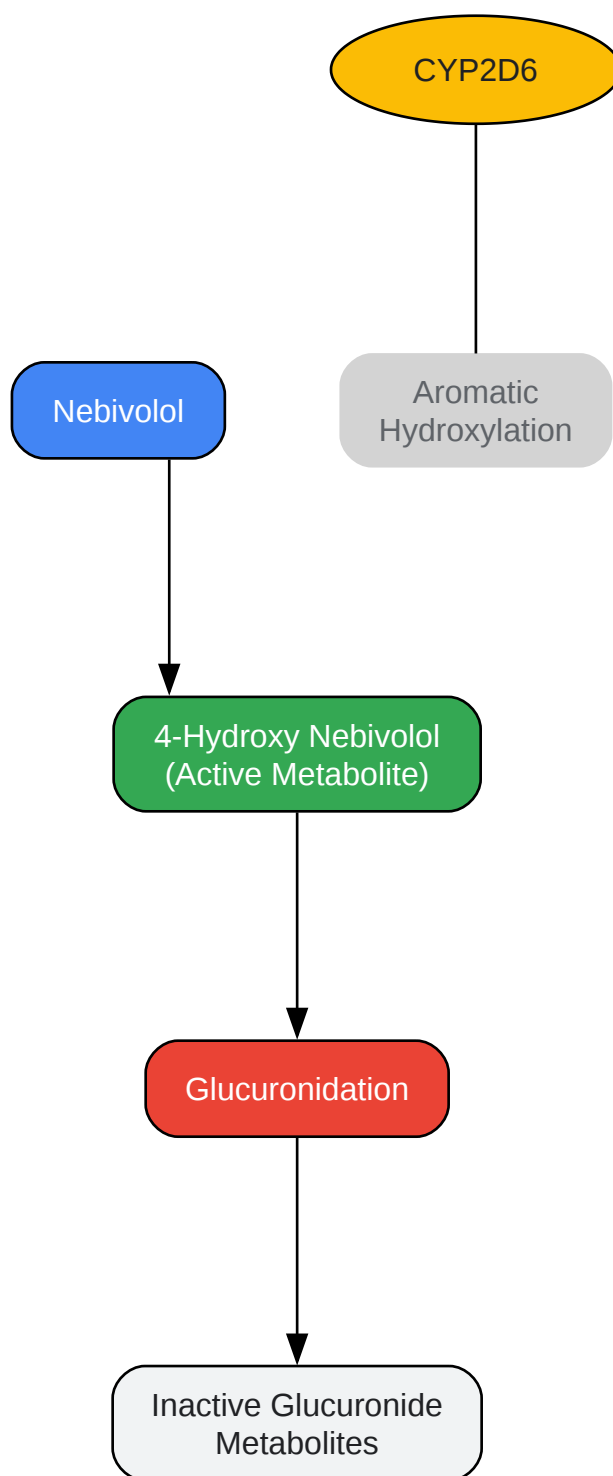 CYP2D6
Nebivolol
Aromatic
Hydroxylation
4-Hydroxy Nebivolol
(Active Metabolite)
Glucuronidation
Inactive Glucuronide
Metabolites